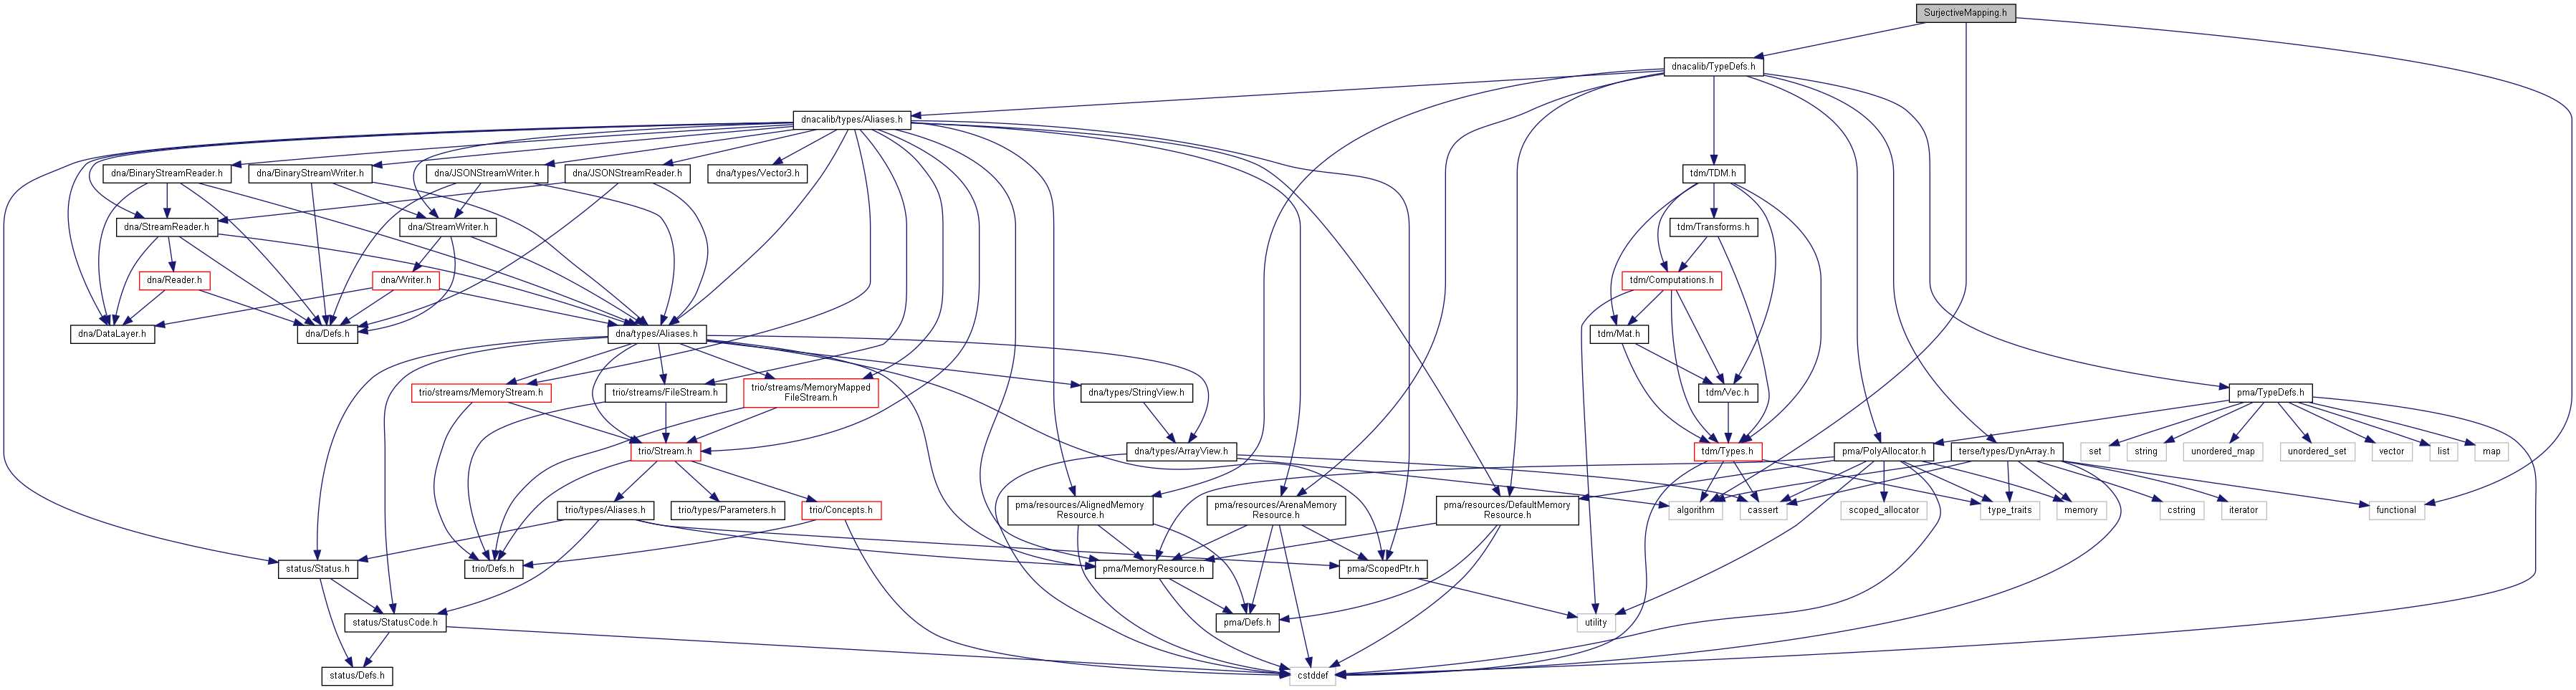 SurjectiveMapping.h
dnacalib/TypeDefs.h
dnacalib/types/Aliases.h
dna/BinaryStreamReader.h
dna/BinaryStreamWriter.h
dna/JSONStreamWriter.h
dna/JSONStreamReader.h
dna/types/Vector3.h
tdm/TDM.h
dna/StreamReader.h
dna/StreamWriter.h
tdm/Transforms.h
dna/Reader.h
dna/Writer.h
tdm/Computations.h
dna/DataLayer.h
dna/Defs.h
dna/types/Aliases.h
tdm/Mat.h
trio/streams/MemoryStream.h
trio/streams/FileStream.h
trio/streams/MemoryMapped
FileStream.h
dna/types/StringView.h
tdm/Vec.h
pma/TypeDefs.h
trio/Stream.h
dna/types/ArrayView.h
tdm/Types.h
pma/PolyAllocator.h
terse/types/DynArray.h
set
string
unordered_map
unordered_set
vector
list
map
trio/types/Aliases.h
trio/types/Parameters.h
trio/Concepts.h
pma/resources/AlignedMemory
Resource.h
pma/resources/ArenaMemory
Resource.h
pma/resources/DefaultMemory
Resource.h
algorithm
cassert
scoped_allocator
type_traits
memory
cstring
iterator
functional
status/Status.h
trio/Defs.h
pma/MemoryResource.h
pma/ScopedPtr.h
status/StatusCode.h
pma/Defs.h
utility
status/Defs.h
cstddef